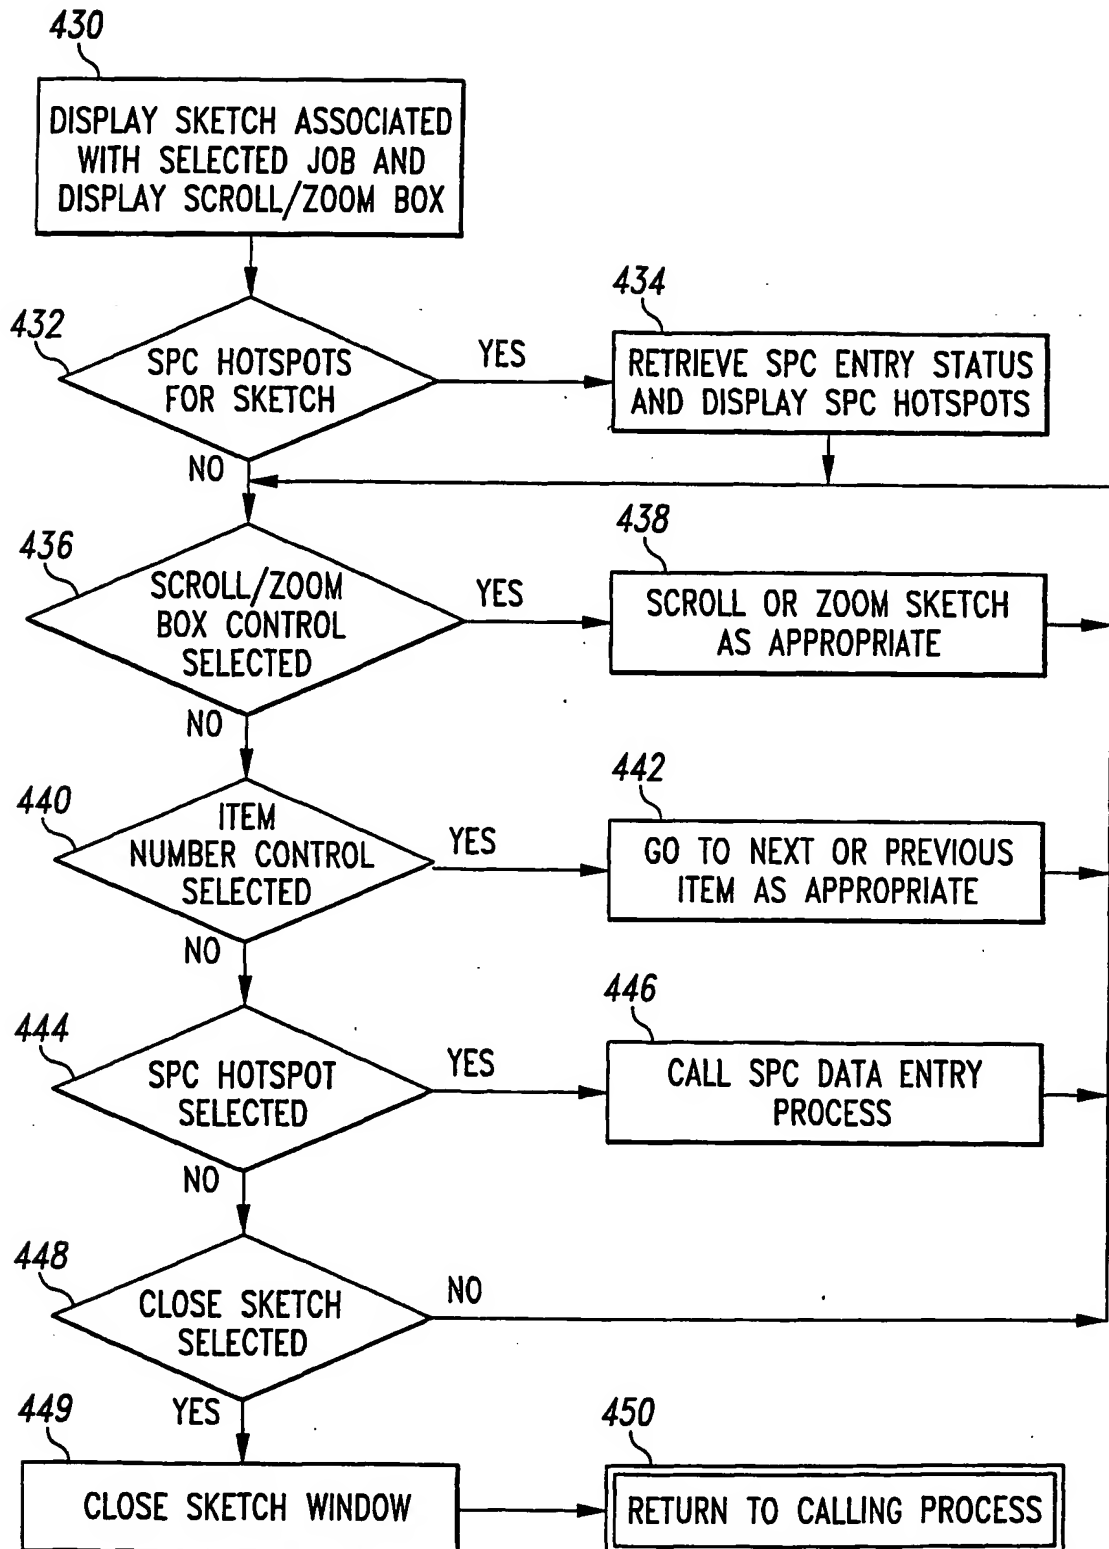 430
DISPLAY SKETCH ASSOCIATED
WITH SELECTED JOB AND
DISPLAY SCROLL/ZOOM BOX
432
SPC HOTSPOTS
FOR SKETCH
YES
NO
434
RETRIEVE SPC ENTRY STATUS
AND DISPLAY SPC HOTSPOTS
436
SCROLL/ZOOM
BOX CONTROL
SELECTED
YES
NO
438
SCROLL OR ZOOM SKETCH
AS APPROPRIATE
440
ITEM
NUMBER CONTROL
SELECTED
YES
NO
442
GO TO NEXT OR PREVIOUS
ITEM AS APPROPRIATE
444
SPC HOTSPOT
SELECTED
YES
NO
446
CALL SPC DATA ENTRY
PROCESS
448
CLOSE SKETCH
SELECTED
NO
YES
449
CLOSE SKETCH WINDOW
450
RETURN TO CALLING PROCESS